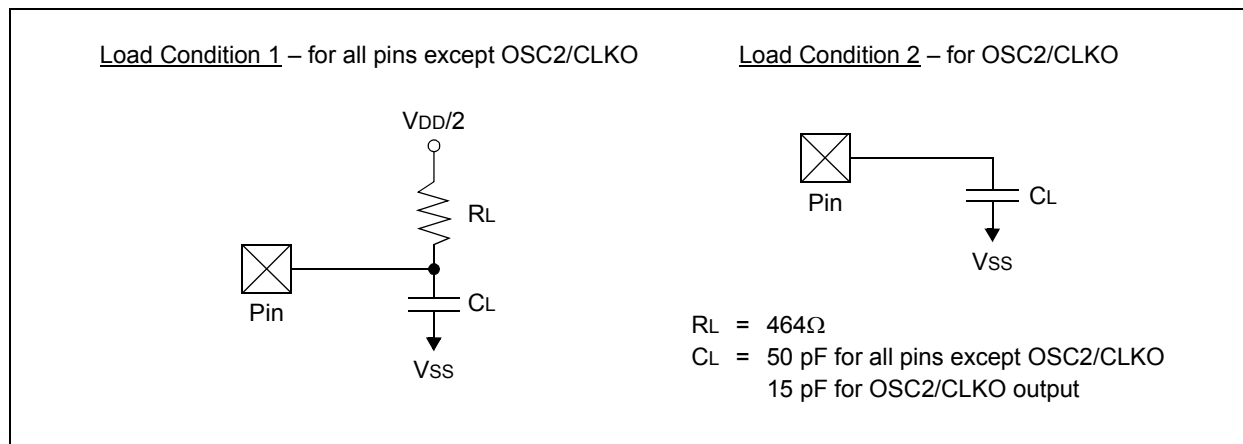 Load Condition 1 – for all pins except OSC2/CLKO
VDD/2
RL
Pin
CL
VSS
Load Condition 2 – for OSC2/CLKO
Pin
CL
VSS
RL = 464Ω
CL = 50 pF for all pins except OSC2/CLKO
15 pF for OSC2/CLKO output